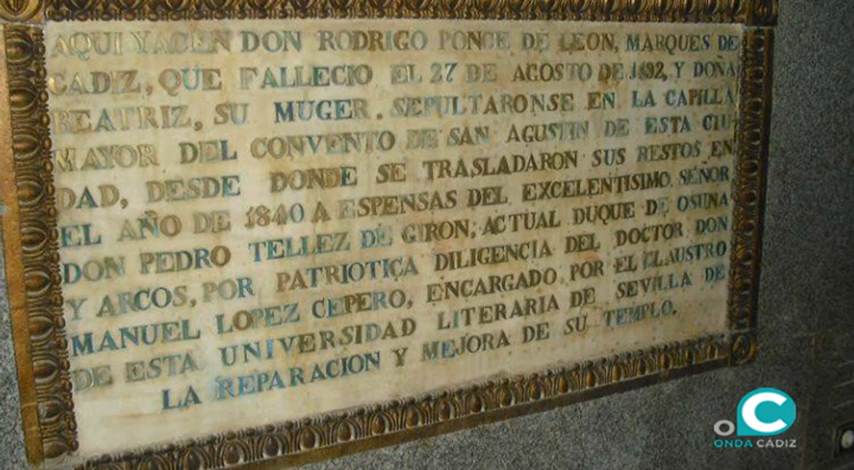 AQUI YACEN DON RODRIGO PONCE DE LEON, MARQUES DE
CADIZ, QUE FALLECIO EL 27 DE AGOSTO DE 1492, Y DOÑA
BEATRIZ, SU MUGER. SEPULTARONSE EN LA CAPILLA
MAYOR DEL CONVENTO DE SAN AGUSTIN DE ESTA CIU-
DAD, DESDE DONDE SE TRASLADARON SUS RESTOS EN
EL AÑO DE 1840 A ESPENSAS DEL EXCELENTISIMO SEÑOR
DON PEDRO TELLEZ DE GIRON, ACTUAL DUQUE DE OSUNA
Y ARCOS, POR PATRIOTICA DILIGENCIA DEL DOCTOR DON
MANUEL LOPEZ CEPERO, ENCARGADO POR EL CLAUSTRO
DE ESTA UNIVERSIDAD LITERARIA DE SEVILLA DE
LA REPARACION Y MEJORA DE SU TEMPLO.
OC
ONDA CÁDIZ